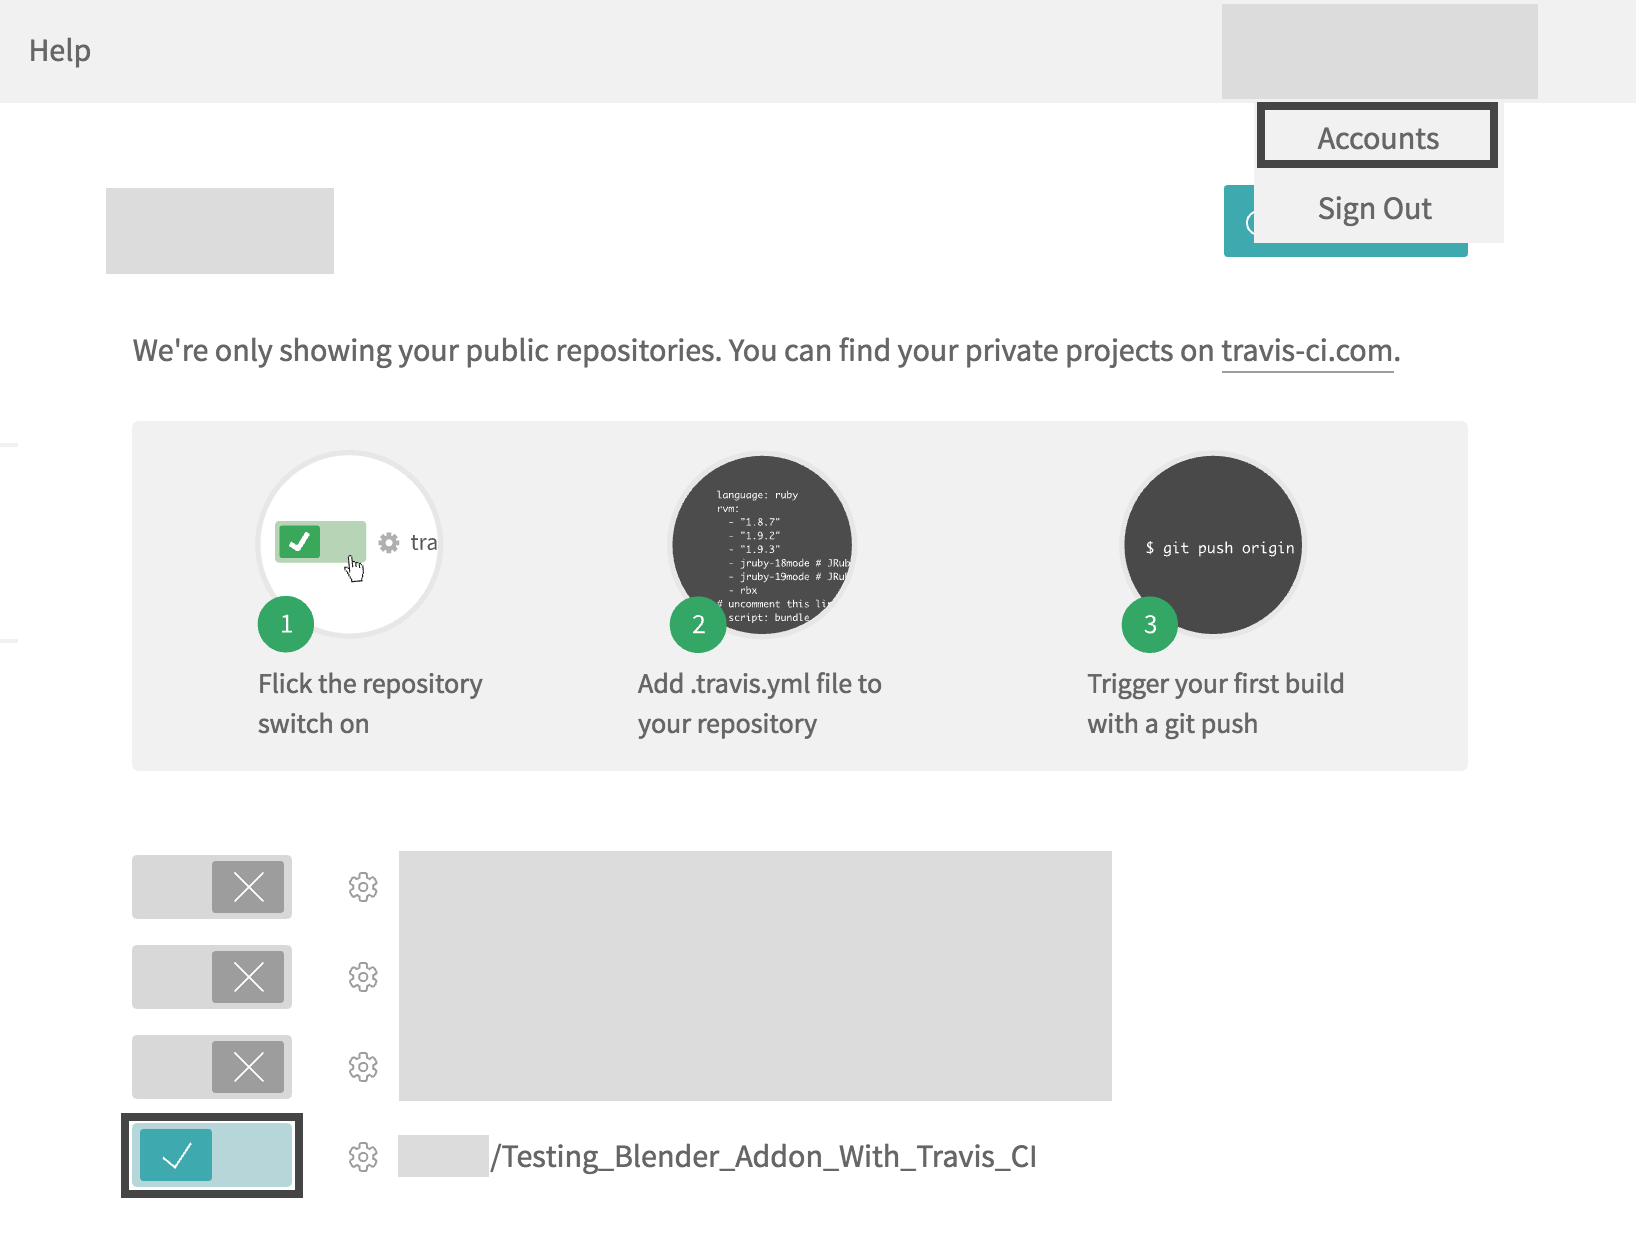 Help
Accounts
Sign Out
We're only showing your public repositories. You can find your private projects on travis-ci.com.
tra
1
Flick the repository
switch on
language: ruby
rvm:
- "1.8.7"
- "1.9.2"
- "1.9.3"
- jruby-18mode # JRub
- jruby-19mode # JRu
- rbx
# uncomment this li
script: bundle
2
Add .travis.yml file to
your repository
$ git push origin
3
Trigger your first build
with a git push
/Testing_Blender_Addon_With_Travis_CI